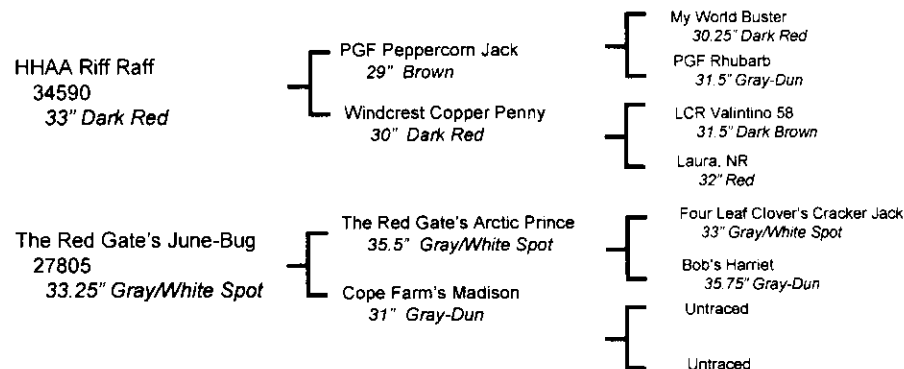 HHAA Riff Raff
34590
33" Dark Red
PGF Peppercorn Jack
29" Brown
Windcrest Copper Penny
30" Dark Red
My World Buster
30.25" Dark Red
PGF Rhubarb
31.5" Gray-Dun
LCR Valintino 58
31.5" Dark Brown
Laura, NR
32" Red
The Red Gate's June-Bug
27805
33.25" Gray/White Spot
The Red Gate's Arctic Prince
35.5" Gray/White Spot
Cope Farm's Madison
31" Gray-Dun
Four Leaf Clover's Cracker Jack
33" Gray/White Spot
Bob's Harriet
35.75" Gray-Dun
Untraced
Untraced